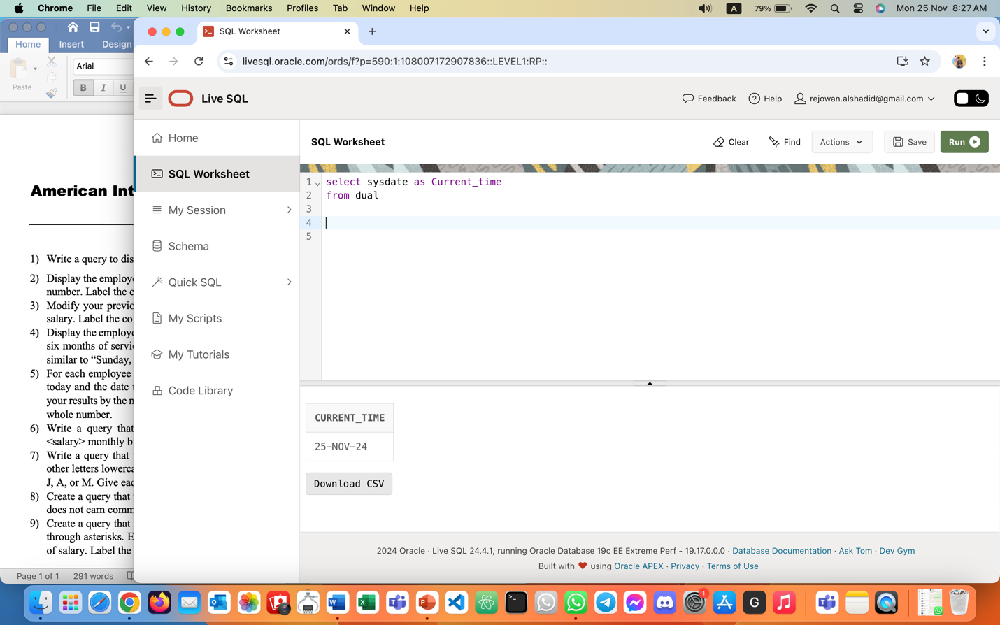 Chrome File Edit View History Bookmarks Profiles Tab Window Help A 79% Mon 25 Nov 8:27 AM
Home Insert Design
Arial
Paste
B I U
American Int
1) Write a query to dis
2) Display the employe
number. Label the c
3) Modify your previo
salary. Label the co
4) Display the employe
six months of servi
similar to “Sunday,
5) For each employee
today and the date
your results by the n
whole number.
6) Write a query that
<salary> monthly b
7) Write a query that
other letters lowerca
J, A, or M. Give eac
8) Create a query that
does not earn comm
9) Create a query that
through asterisks. E
of salary. Label the
Page 1 of 1 291 words
SQL Worksheet
livesql.oracle.com/ords/f?p=590:1:108007172907836::LEVEL1:RP::
Live SQL
Feedback Help rejowan.alshadid@gmail.com
Home
SQL Worksheet
My Session
Schema
Quick SQL
My Scripts
My Tutorials
Code Library
SQL Worksheet Clear Find Actions Save Run
1 select sysdate as Current_time
2 from dual
3
4
5
CURRENT_TIME
25-NOV-24
Download CSV
2024 Oracle · Live SQL 24.4.1, running Oracle Database 19c EE Extreme Perf - 19.17.0.0.0 · Database Documentation · Ask Tom · Dev Gym
Built with ❤ using Oracle APEX · Privacy · Terms of Use